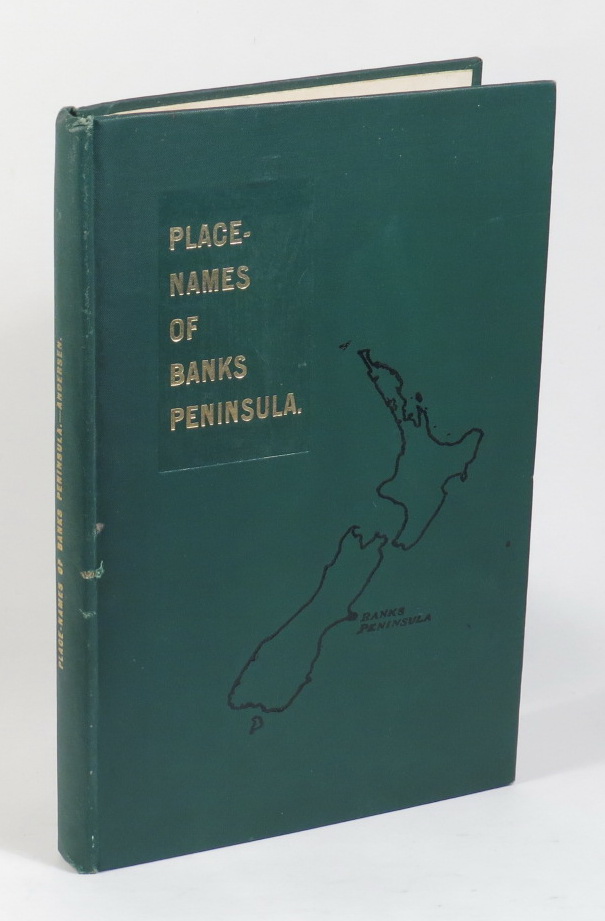 PLACE-
NAMES
OF
BANKS
PENINSULA.
BANKS
PENINSULA
PLACE-NAMES OF BANKS PENINSULA.—ANDERSEN.